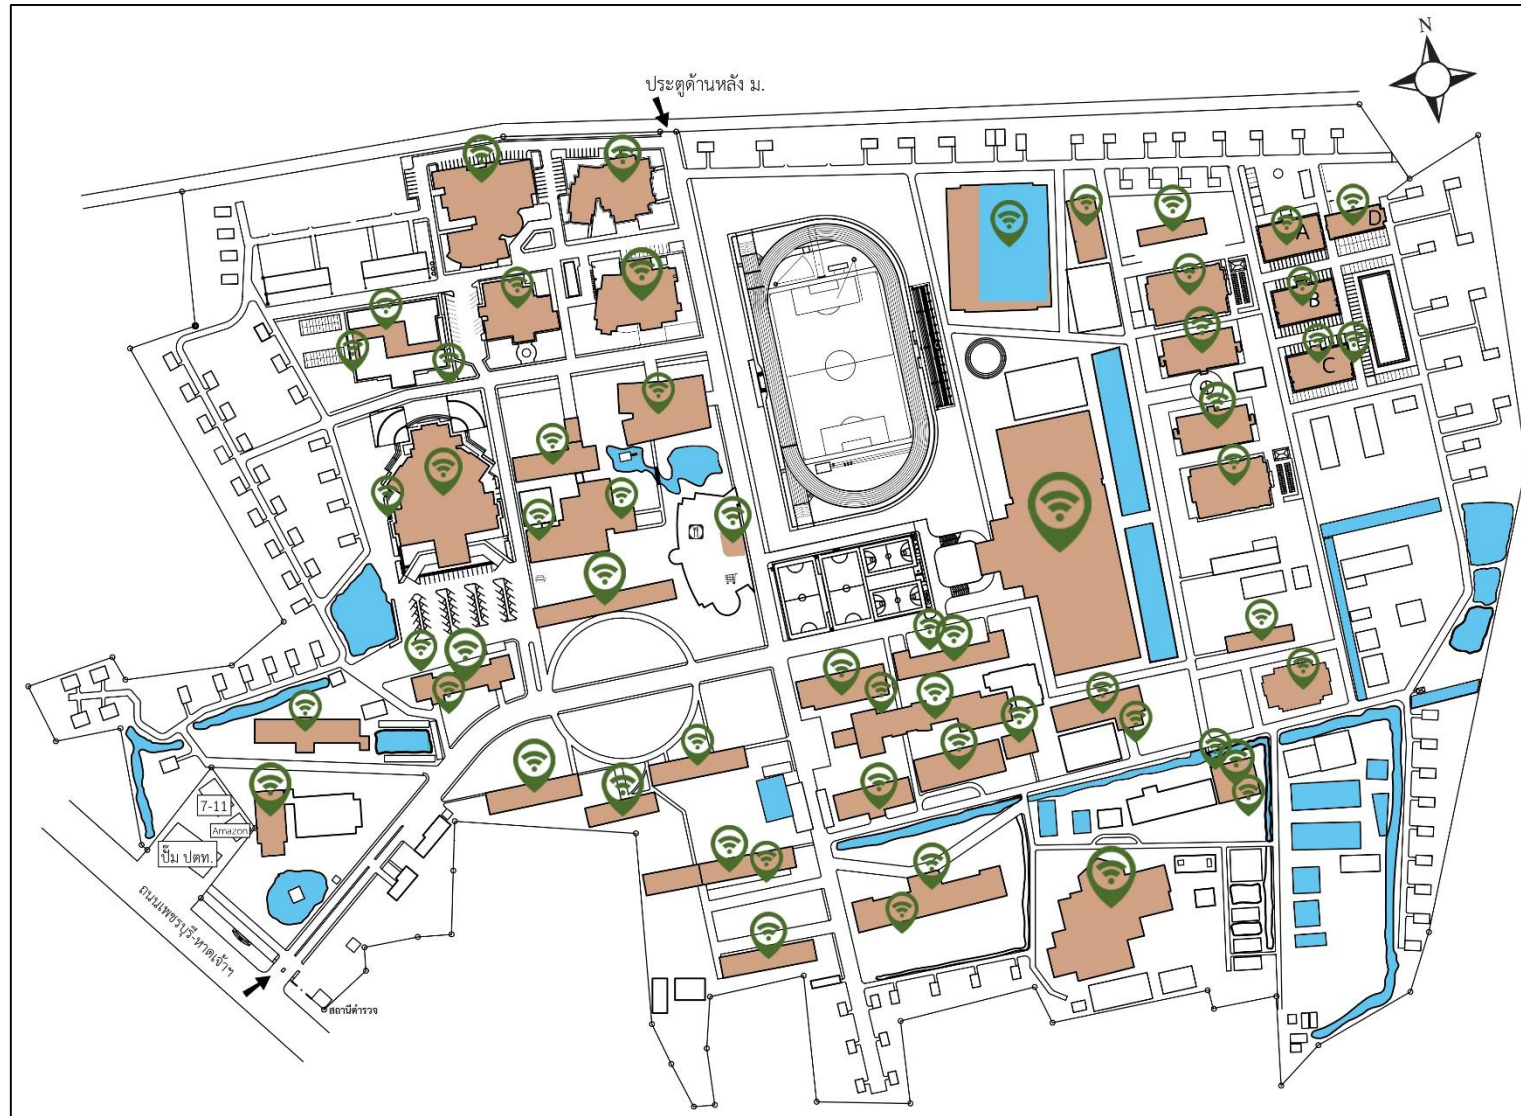 N
ประตูด้านหลัง ม.
A
D
B
C
7-11
Amazon
ปั๊ม ปตท.
ถนนเพชรบุรี-หาดเจ้าฯ
สถานีตำรวจ